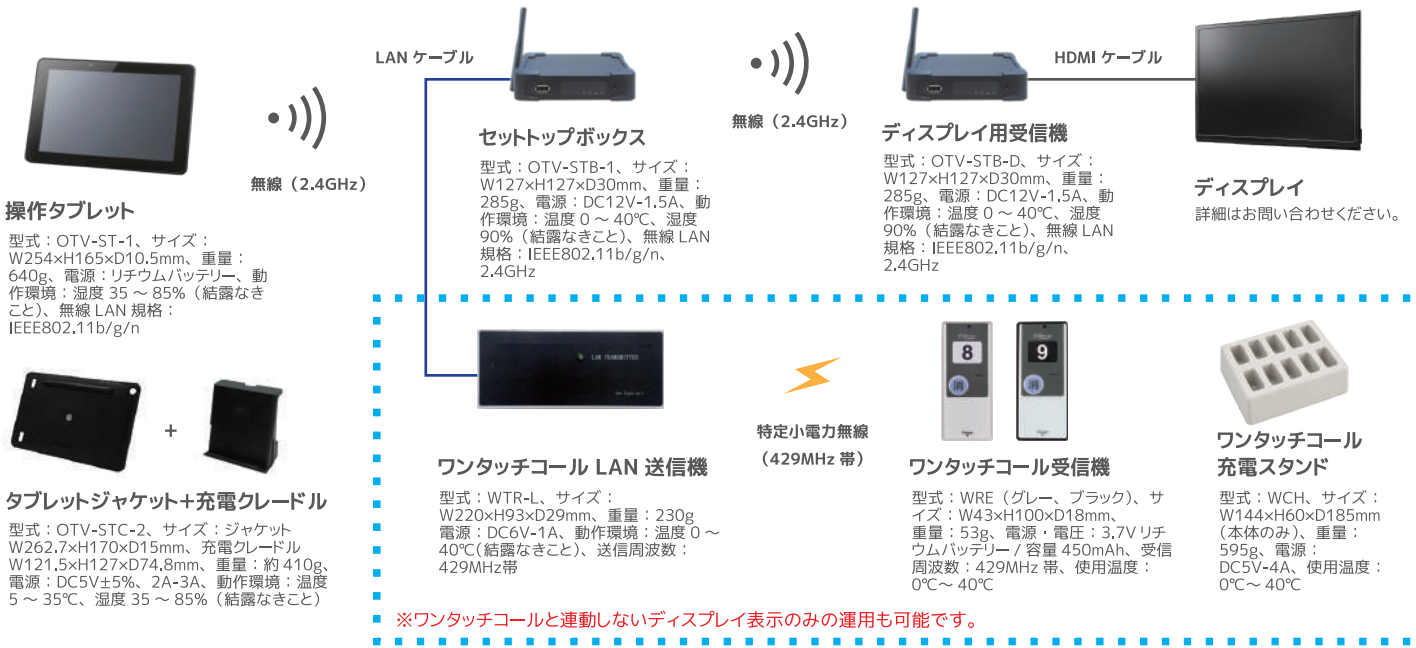 LAN ケーブル
HDMI ケーブル
無線（2.4GHz）
無線（2.4GHz）
操作タブレット
型式：OTV-ST-1、サイズ：
W254×H165×D10.5mm、重量：
640g、電源：リチウムバッテリー、動
作環境：湿度 35 ～ 85%（結露なき
こと）、無線 LAN 規格：
IEEE802.11b/g/n
セットトップボックス
型式：OTV-STB-1、サイズ：
W127×H127×D30mm、重量：
285g、電源：DC12V-1.5A、動
作環境：温度 0 ～ 40℃、湿度
90%（結露なきこと）、無線 LAN
規格：IEEE802.11b/g/n、
2.4GHz
ディスプレイ用受信機
型式：OTV-STB-D、サイズ：
W127×H127×D30mm、重量：
285g、電源：DC12V-1.5A、動
作環境：温度 0 ～ 40℃、湿度
90%（結露なきこと）、無線 LAN
規格：IEEE802.11b/g/n、
2.4GHz
ディスプレイ
詳細はお問い合わせください。
+
タブレットジャケット+充電クレードル
型式：OTV-STC-2、サイズ：ジャケット
W262.7×H170×D15mm、充電クレードル
W121.5×H127×D74.8mm、重量：約 410g、
電源：DC5V±5%、2A-3A、動作環境：温度
5 ～ 35℃、湿度 35 ～ 85%（結露なきこと）
LAN TRANSMITTER
ワンタッチコール LAN 送信機
型式：WTR-L、サイズ：
W220×H93×D29mm、重量：230g
電源：DC6V-1A、動作環境：温度 0 ～
40℃（結露なきこと）、送信周波数：
429MHz帯
特定小電力無線
（429MHz 帯）
8
消
9
消
ワンタッチコール受信機
型式：WRE（グレー、ブラック）、サ
イズ：W43×H100×D18mm、
重量：53g、電源・電圧：3.7V リチ
ウムバッテリー / 容量 450mAh、受信
周波数：429MHz 帯、使用温度：
0℃～ 40℃
ワンタッチコール
充電スタンド
型式：WCH、サイズ：
W144×H60×D185mm
（本体のみ）、重量：
595g、電源：
DC5V-4A、使用温度：
0℃～ 40℃
※ワンタッチコールと連動しないディスプレイ表示のみの運用も可能です。